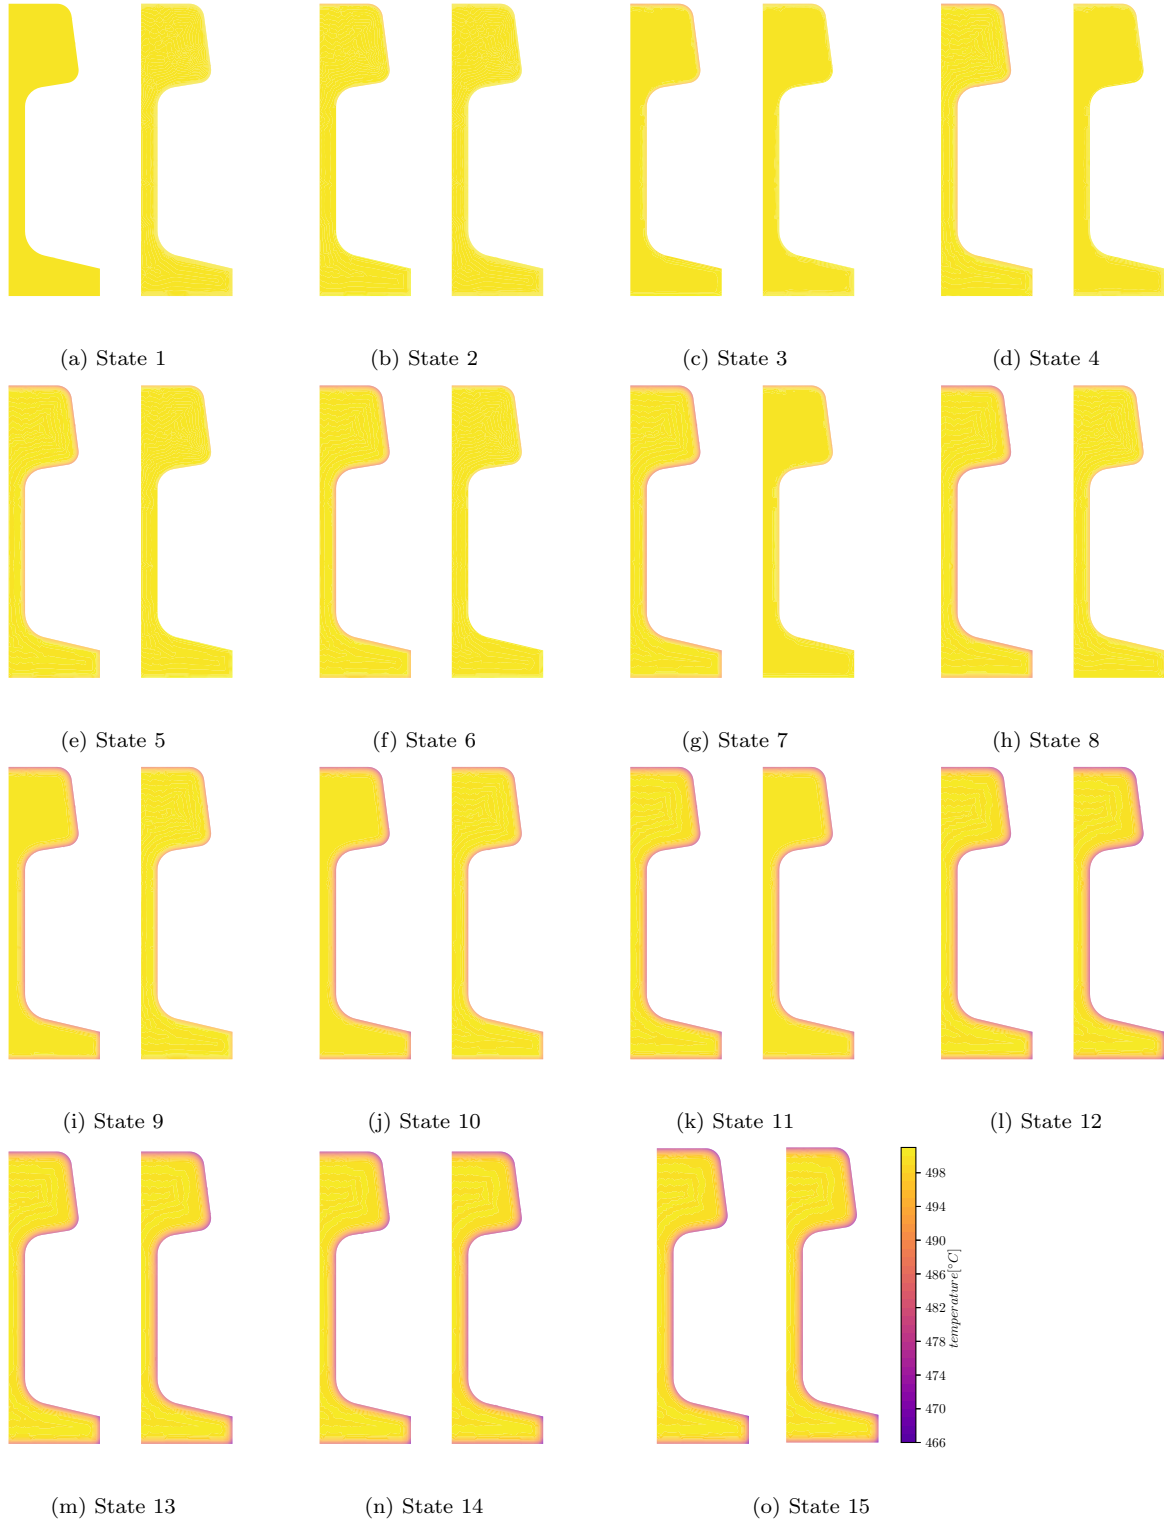 (a) State 1
(b) State 2
(c) State 3
(d) State 4
(e) State 5
(f) State 6
(g) State 7
(h) State 8
(i) State 9
(j) State 10
(k) State 11
(l) State 12
498
494
490
486
482
478
474
470
466
temperature[°C]
(m) State 13
(n) State 14
(o) State 15